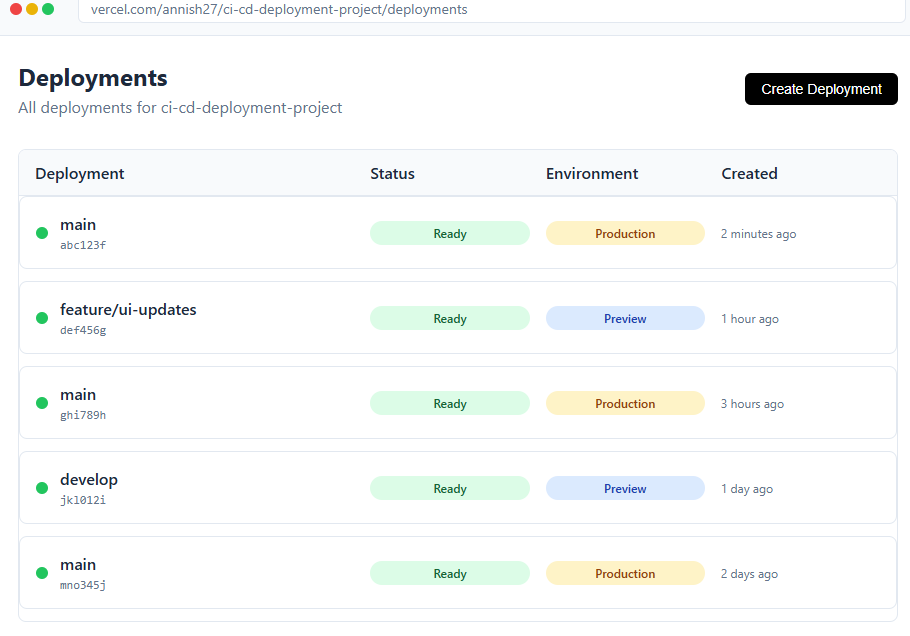 vercel.com/annish27/ci-cd-deployment-project/deployments
Deployments
All deployments for ci-cd-deployment-project
Create Deployment
Deployment Status Environment Created
main
abc123f
Ready Production 2 minutes ago
feature/ui-updates
def456g
Ready Preview 1 hour ago
main
ghi789h
Ready Production 3 hours ago
develop
jkl012i
Ready Preview 1 day ago
main
mno345j
Ready Production 2 days ago